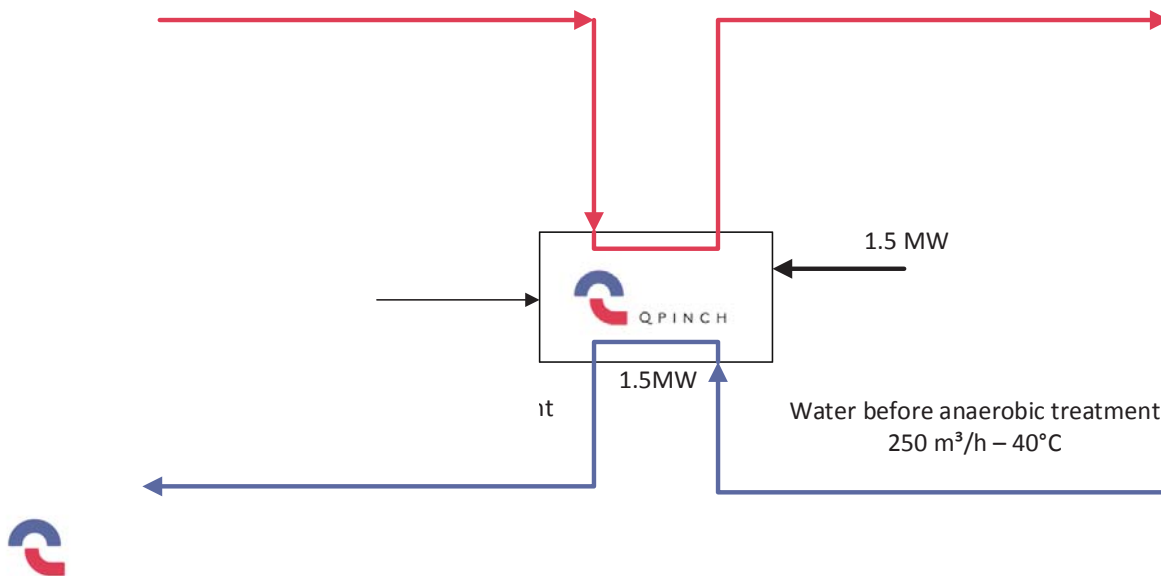 1.5 MW
QPINCH
1.5MW
Water before anaerobic treatment
250 m³/h – 40°C